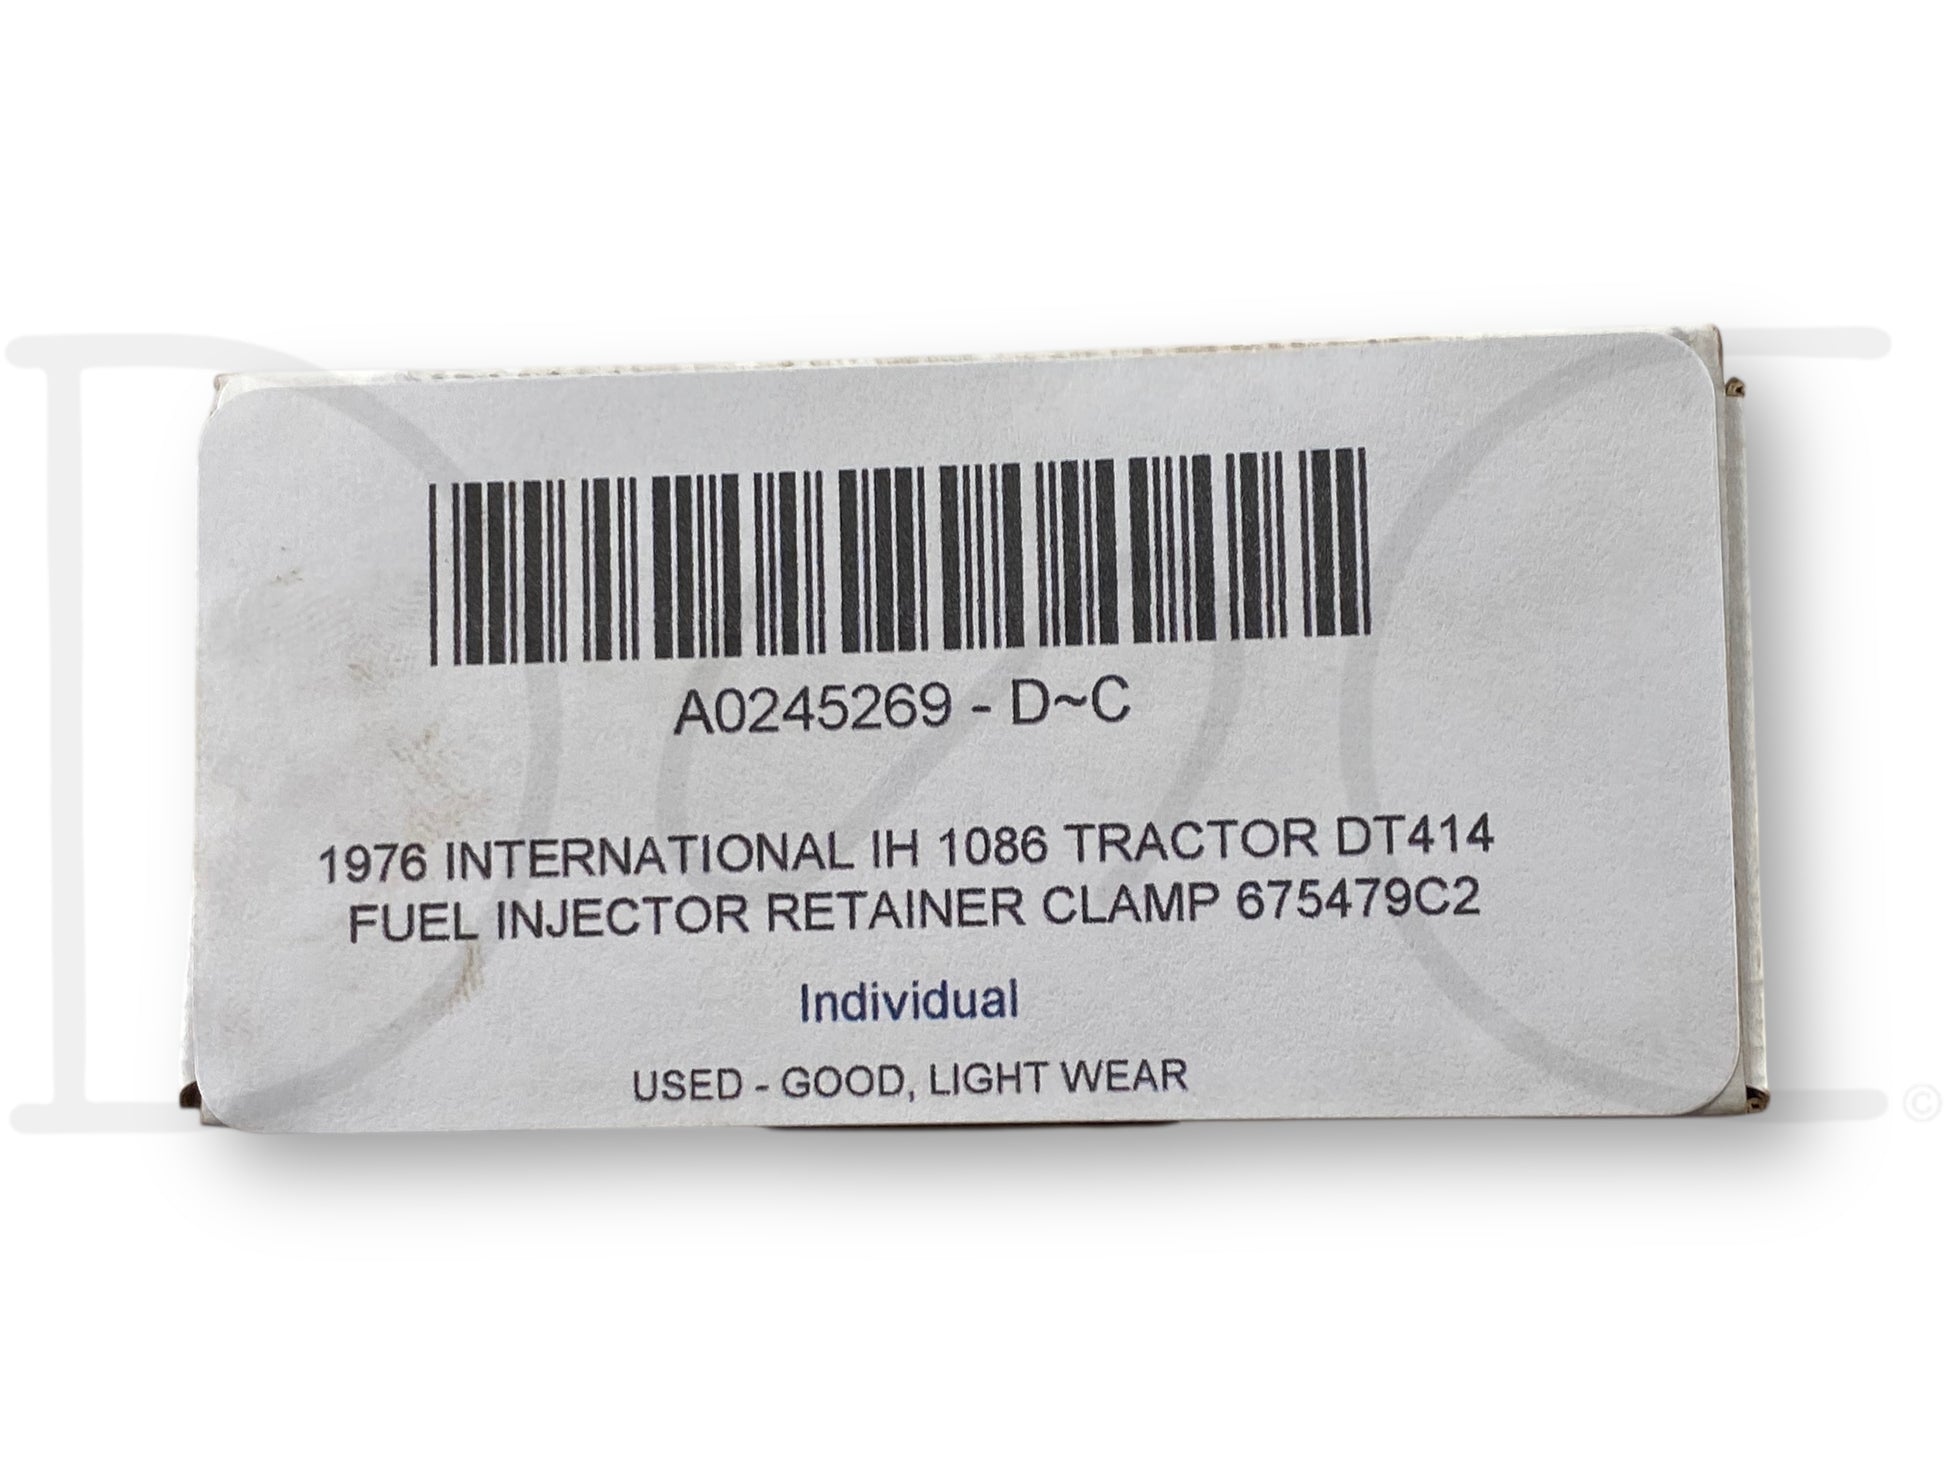 A0245269 - D~C
1976 INTERNATIONAL IH 1086 TRACTOR DT414
FUEL INJECTOR RETAINER CLAMP 675479C2
Individual
USED - GOOD, LIGHT WEAR
D~C
©